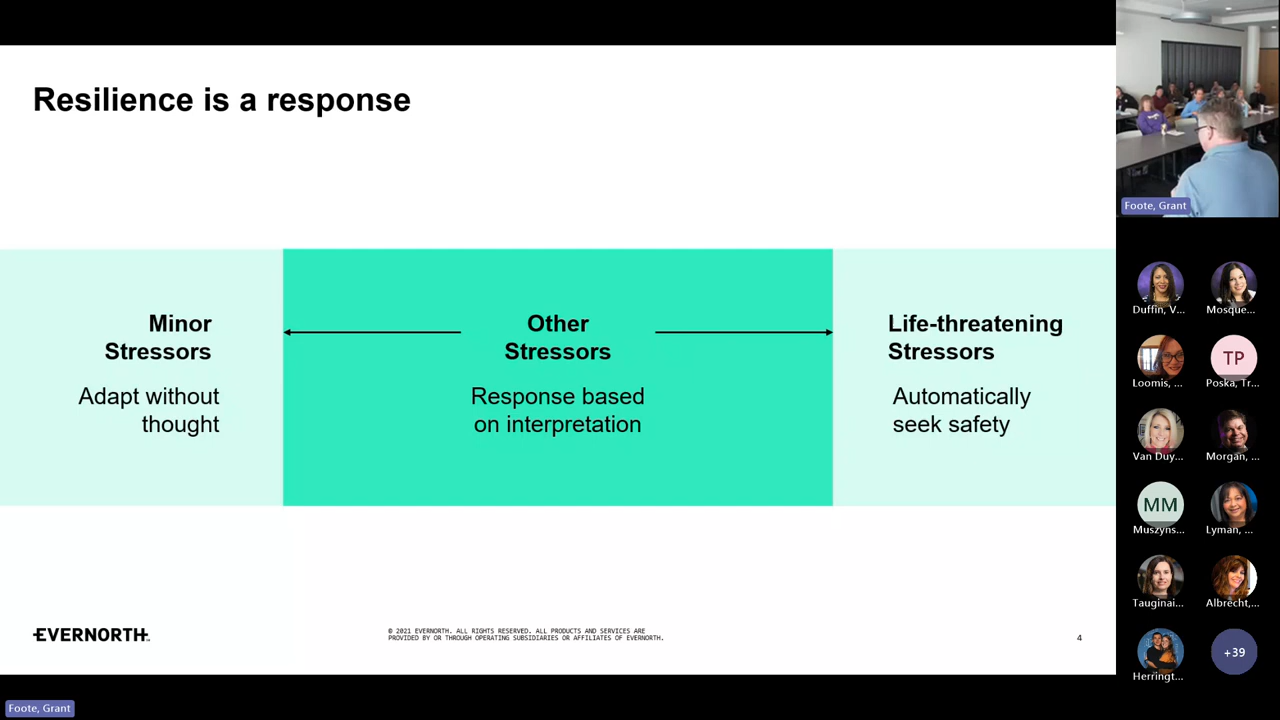 Resilience is a response
Minor
Stressors
Adapt without
thought
Other
Stressors
Response based
on interpretation
Life-threatening
Stressors
Automatically
seek safety
EVERNORTH
© 2021 EVERNORTH. ALL RIGHTS RESERVED. ALL PRODUCTS AND SERVICES ARE
PROVIDED BY OR THROUGH OPERATING SUBSIDIARIES OR AFFILIATES OF EVERNORTH.
4
Foote, Grant
Foote, Grant
Duffin, V...
Mosque...
Loomis, ...
TP
Poska, Tr...
Van Duy...
Morgan, ...
MM
Muszyns...
Lyman, ...
Tauginai...
Albrecht,...
Herringt...
+39